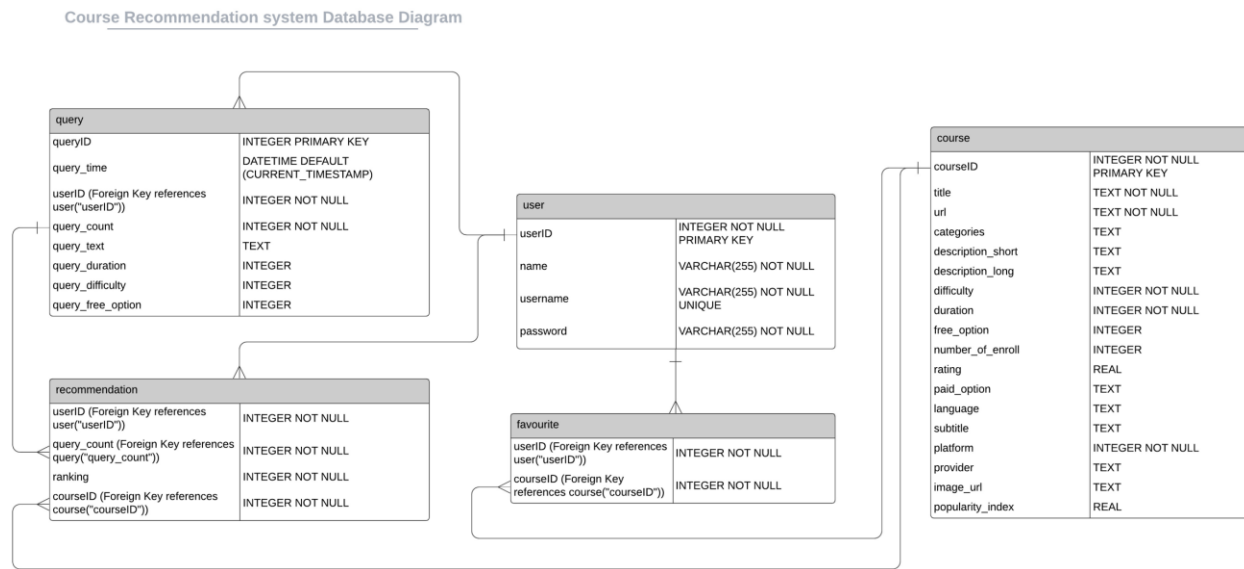 Course Recommendation system Database Diagram
query
queryID INTEGER PRIMARY KEY
query_time DATETIME DEFAULT
(CURRENT_TIMESTAMP)
userID (Foreign Key references
user("userID")) INTEGER NOT NULL
query_count INTEGER NOT NULL
query_text TEXT
query_duration INTEGER
query_difficulty INTEGER
query_free_option INTEGER
recommendation
userID (Foreign Key references
user("userID")) INTEGER NOT NULL
query_count (Foreign Key references
query("query_count")) INTEGER NOT NULL
ranking INTEGER NOT NULL
courseID (Foreign Key references
course("courseID")) INTEGER NOT NULL
user
userID INTEGER NOT NULL
PRIMARY KEY
name VARCHAR(255) NOT NULL
username VARCHAR(255) NOT NULL
UNIQUE
password VARCHAR(255) NOT NULL
favourite
userID (Foreign Key references
user("userID")) INTEGER NOT NULL
courseID (Foreign Key
references course("courseID")) INTEGER NOT NULL
course
courseID INTEGER NOT NULL
PRIMARY KEY
title TEXT NOT NULL
url TEXT NOT NULL
categories TEXT
description_short TEXT
description_long TEXT
difficulty INTEGER NOT NULL
duration INTEGER NOT NULL
free_option INTEGER
number_of_enroll INTEGER
rating REAL
paid_option TEXT
language TEXT
subtitle TEXT
platform INTEGER NOT NULL
provider TEXT
image_url TEXT
popularity_index REAL